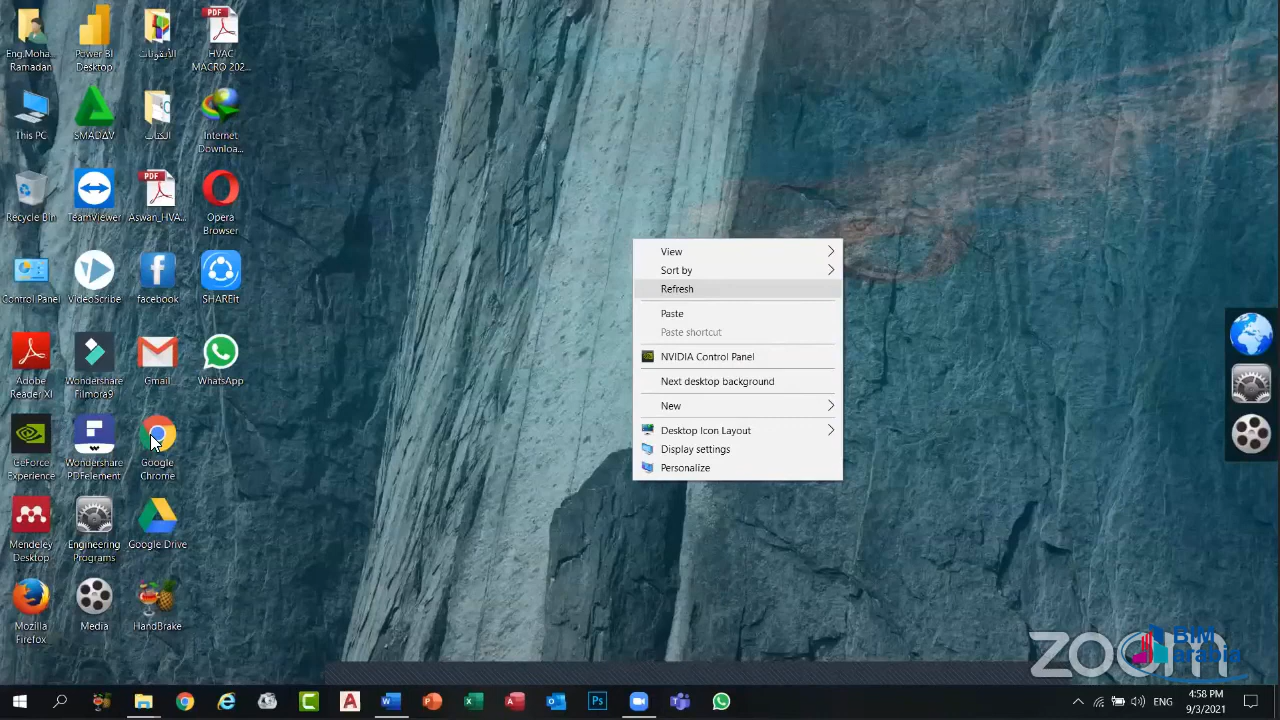 Eng.Moha...
Ramadan
Power BI
Desktop
الأيقونات
PDF
HVAC
MACRO 202...
This PC
SMADAV
الكتاب
Internet
Downloa...
Recycle Bin
TeamViewer
PDF
Aswan_HVA...
Opera
Browser
Control Panel
VideoScribe
facebook
SHAREit
Adobe
Reader XI
Wondershare
Filmora9
Gmail
WhatsApp
GeForce
Experience
Wondershare
PDFelement
Google
Chrome
Mendeley
Desktop
Engineering
Programs
Google Drive
Mozilla
Firefox
Media
HandBrake
View
Sort by
Refresh
Paste
Paste shortcut
NVIDIA Control Panel
Next desktop background
New
Desktop Icon Layout
Display settings
Personalize
zoom
BIM
arabia
ENG
4:58 PM
9/3/2021